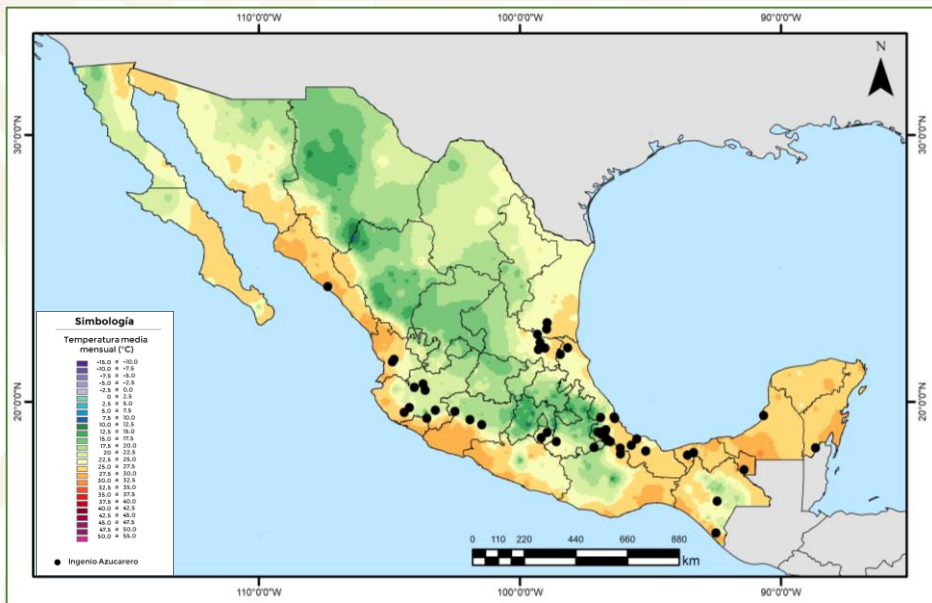 110°0'0"W 100°0'0"W 90°0'0"W
N
30°0'0"N 30°0'0"N
20°0'0"N 20°0'0"N
Simbología
Temperatura media
mensual (°C)
-15.0 a -10.0
-10.0 a -7.5
-7.5 a -5.0
-5.0 a -2.5
-2.5 a 0.0
0 a 2.5
2.5 a 5.0
5.0 a 7.5
7.5 a 10.0
10.0 a 12.5
12.5 a 15.0
15.0 a 17.5
17.5 a 20.0
20 a 22.5
22.5 a 25.0
25.0 a 27.5
27.5 a 30.0
30.0 a 32.5
32.5 a 35.0
35.0 a 37.5
37.5 a 40.0
40.0 a 42.5
42.5 a 45.0
45.0 a 47.5
47.5 a 50.0
50.0 a 55.0
Ingenio Azucarero
0 110 220 440 660 880
km
110°0'0"W 100°0'0"W 90°0'0"W